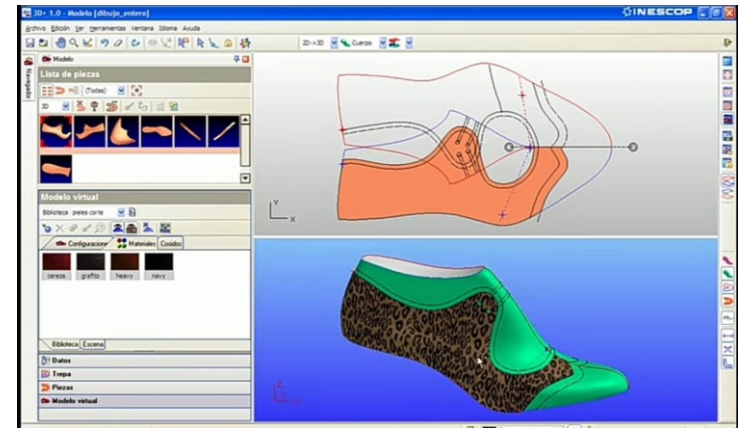 3D+ 1.0 - Modelo [dibujo_entero]
INESCOP
Archivo Edición Ver Herramientas Ventana Idioma Ayuda
2D->3D Cuerpo
Navegador
Modelo
Lista de piezas
(Todas)
3D
Modelo virtual
Biblioteca pieles corte
Configuracione Materiales Cosidos
cereza grafito heavy navy
Biblioteca Escena
Datos
Trepa
Piezas
Modelo virtual
Y
X
Z